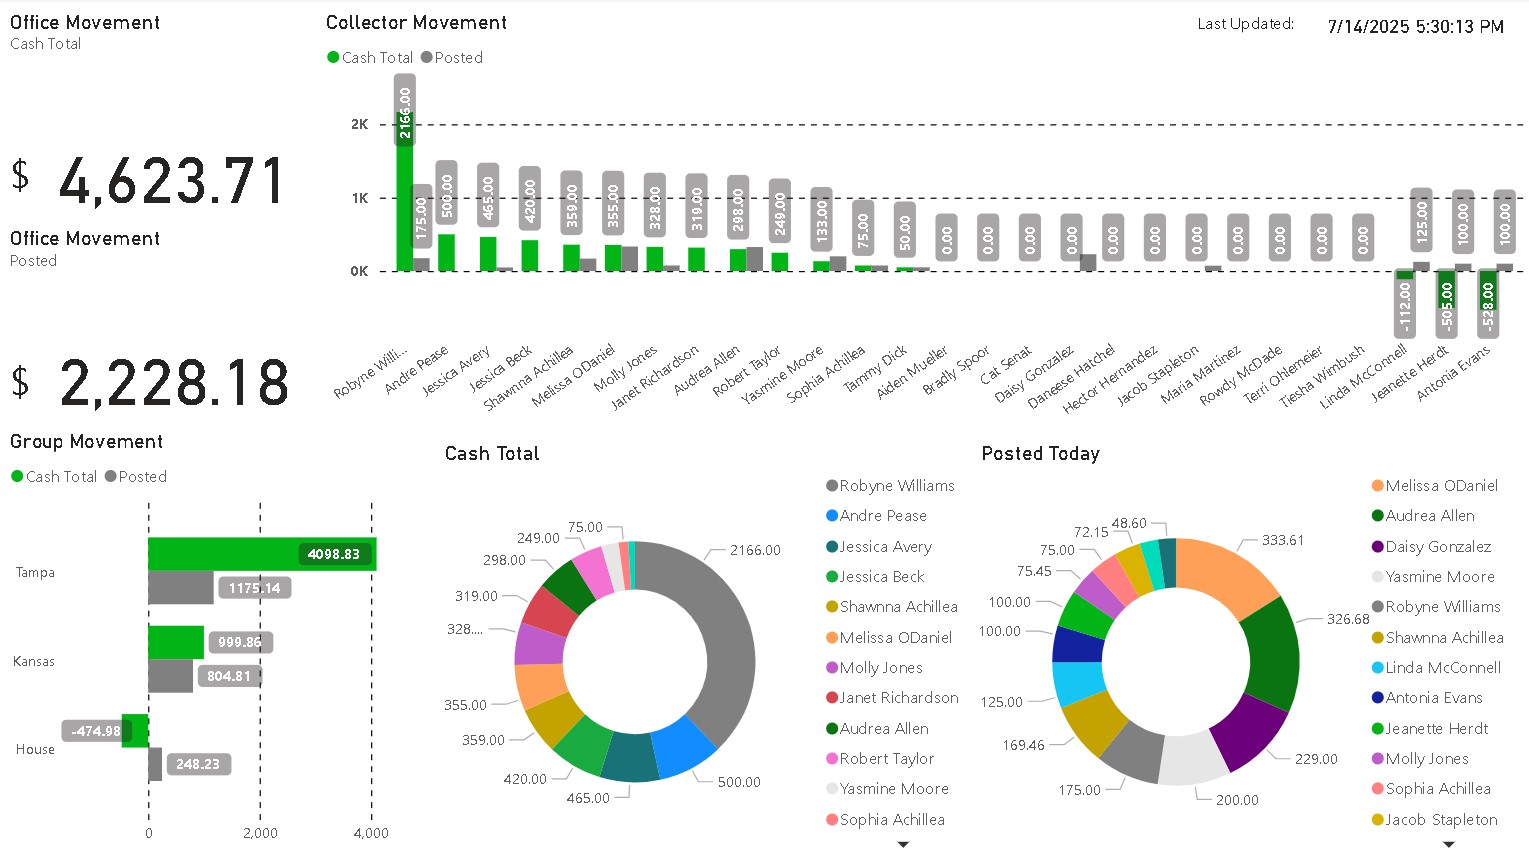 Office Movement
Cash Total
$ 4,623.71
Office Movement
Posted
$ 2,228.18
Collector Movement
Cash Total Posted
Last Updated: 7/14/2025 5:30:13 PM
2K
1K
0K
2166.00
175.00
500.00
465.00
420.00
359.00
355.00
328.00
319.00
298.00
249.00
133.00
75.00
50.00
0.00
0.00
0.00
0.00
0.00
0.00
0.00
0.00
0.00
0.00
0.00
-112.00
125.00
-505.00
100.00
-528.00
100.00
Robyne Willi...
Andre Pease
Jessica Avery
Jessica Beck
Shawnna Achillea
Melissa ODaniel
Molly Jones
Janet Richardson
Audrea Allen
Robert Taylor
Yasmine Moore
Sophia Achillea
Tammy Dick
Aiden Mueller
Bradly Spoor
Cat Senat
Daisy Gonzalez
Daneese Hatchel
Hector Hernandez
Jacob Stapleton
Maria Martinez
Rowdy McDade
Terri Ohlemeier
Tiesha Wimbush
Linda McConnell
Jeanette Herdt
Antonia Evans
Group Movement
Cash Total Posted
Tampa
4098.83
1175.14
Kansas
999.86
804.81
House
-474.98
248.23
0 2,000 4,000
Cash Total
2166.00
500.00
465.00
420.00
359.00
355.00
328....
319.00
298.00
249.00
75.00
Robyne Williams
Andre Pease
Jessica Avery
Jessica Beck
Shawnna Achillea
Melissa ODaniel
Molly Jones
Janet Richardson
Audrea Allen
Robert Taylor
Yasmine Moore
Sophia Achillea
Posted Today
333.61
326.68
229.00
200.00
175.00
169.46
125.00
100.00
100.00
75.45
75.00
72.15
48.60
Melissa ODaniel
Audrea Allen
Daisy Gonzalez
Yasmine Moore
Robyne Williams
Shawnna Achillea
Linda McConnell
Antonia Evans
Jeanette Herdt
Molly Jones
Sophia Achillea
Jacob Stapleton